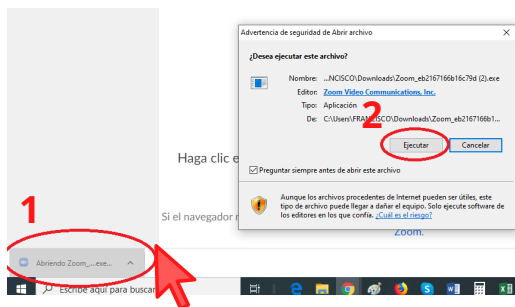 Advertencia de seguridad de Abrir archivo
¿Desea ejecutar este archivo?
Nombre: ...NCISCO\Downloads\Zoom_eb2167166b16c79d (2).exe
Editor: Zoom Video Communications, Inc.
Tipo: Aplicación
De: C:\Users\FRANCISCO\Downloads\Zoom_eb2167166b1...
2
Ejecutar
Cancelar
Preguntar siempre antes de abrir este archivo
Aunque los archivos procedentes de Internet pueden ser útiles, este
tipo de archivo puede llegar a dañar el equipo. Solo ejecute software de
los editores en los que confía. ¿Cuál es el riesgo?
Haga clic e
Si el navegador
Zoom.
1
Abriendo Zoom_....exe...
Escribe aquí para buscar